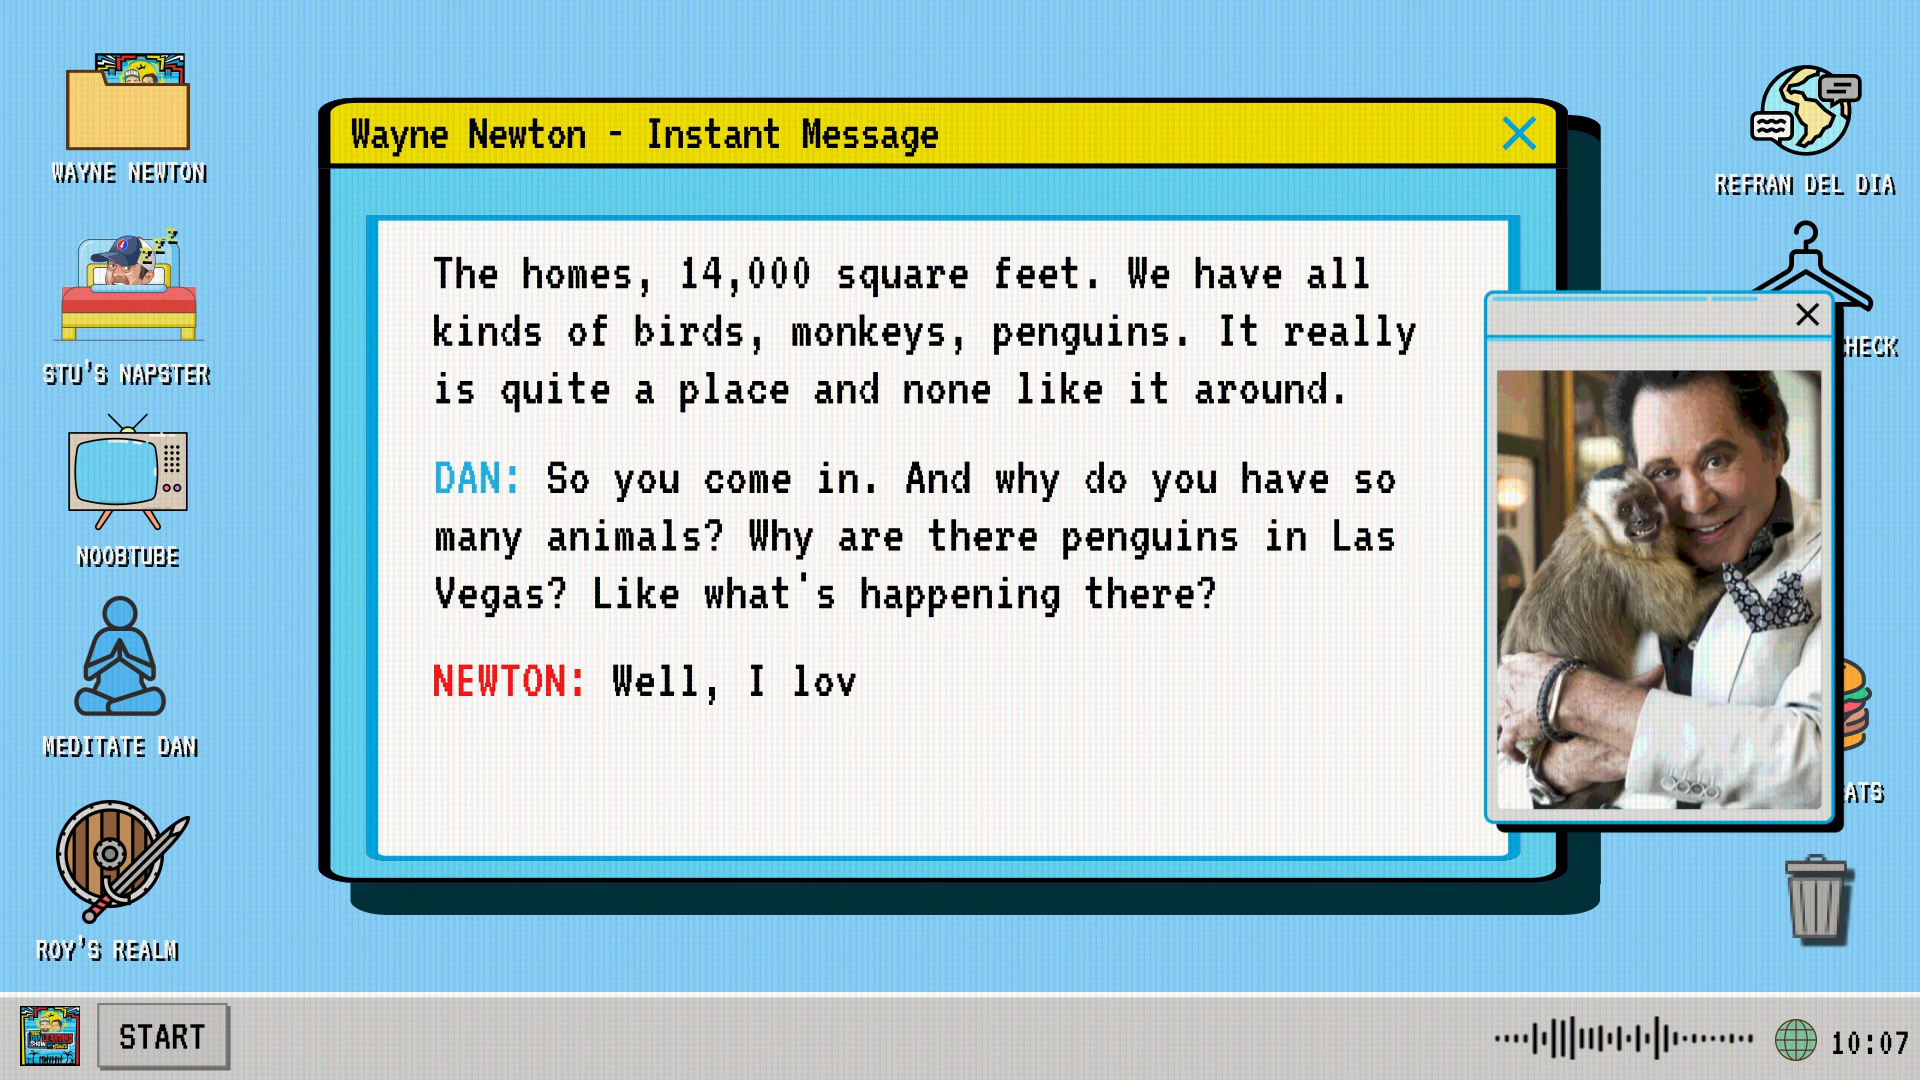 Wayne Newton - Instant Message
The homes, 14,000 square feet. We have all
kinds of birds, monkeys, penguins. It really
is quite a place and none like it around.
DAN: So you come in. And why do you have so
many animals? Why are there penguins in Las
Vegas? Like what's happening there?
NEWTON: Well, I lov
WAYNE NEWTON
STU'S NAPSTER
NOOBTUBE
MEDITATE DAN
ROY'S REALM
REFRAN DEL DIA
HECK
ATS
START
10:07